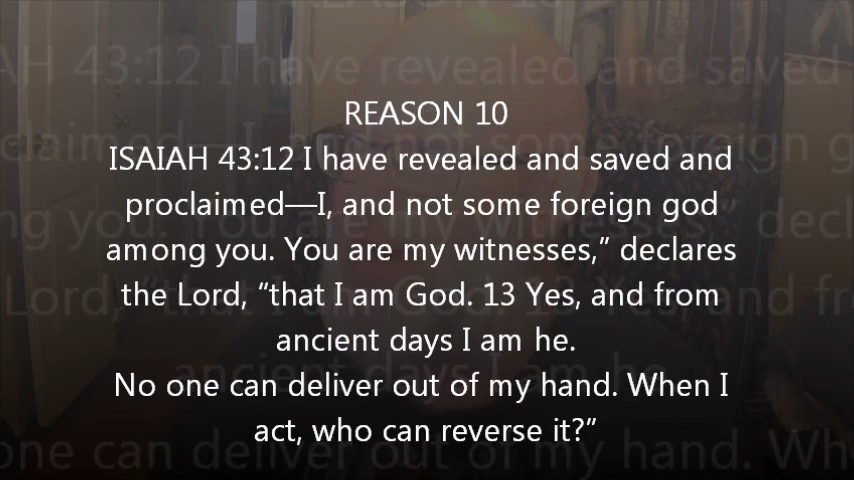 REASON 10
ISAIAH 43:12 I have revealed and saved and
proclaimed—I, and not some foreign god
among you. You are my witnesses,” declares
the Lord, “that I am God. 13 Yes, and from
ancient days I am he.
No one can deliver out of my hand. When I
act, who can reverse it?”